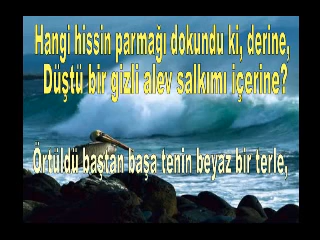 Hangi hissin parmağı dokundu ki, derine,
Düştü bir gizli alev salkımı içerine?
Örtüldü baştan başa tenin beyaz bir terle,